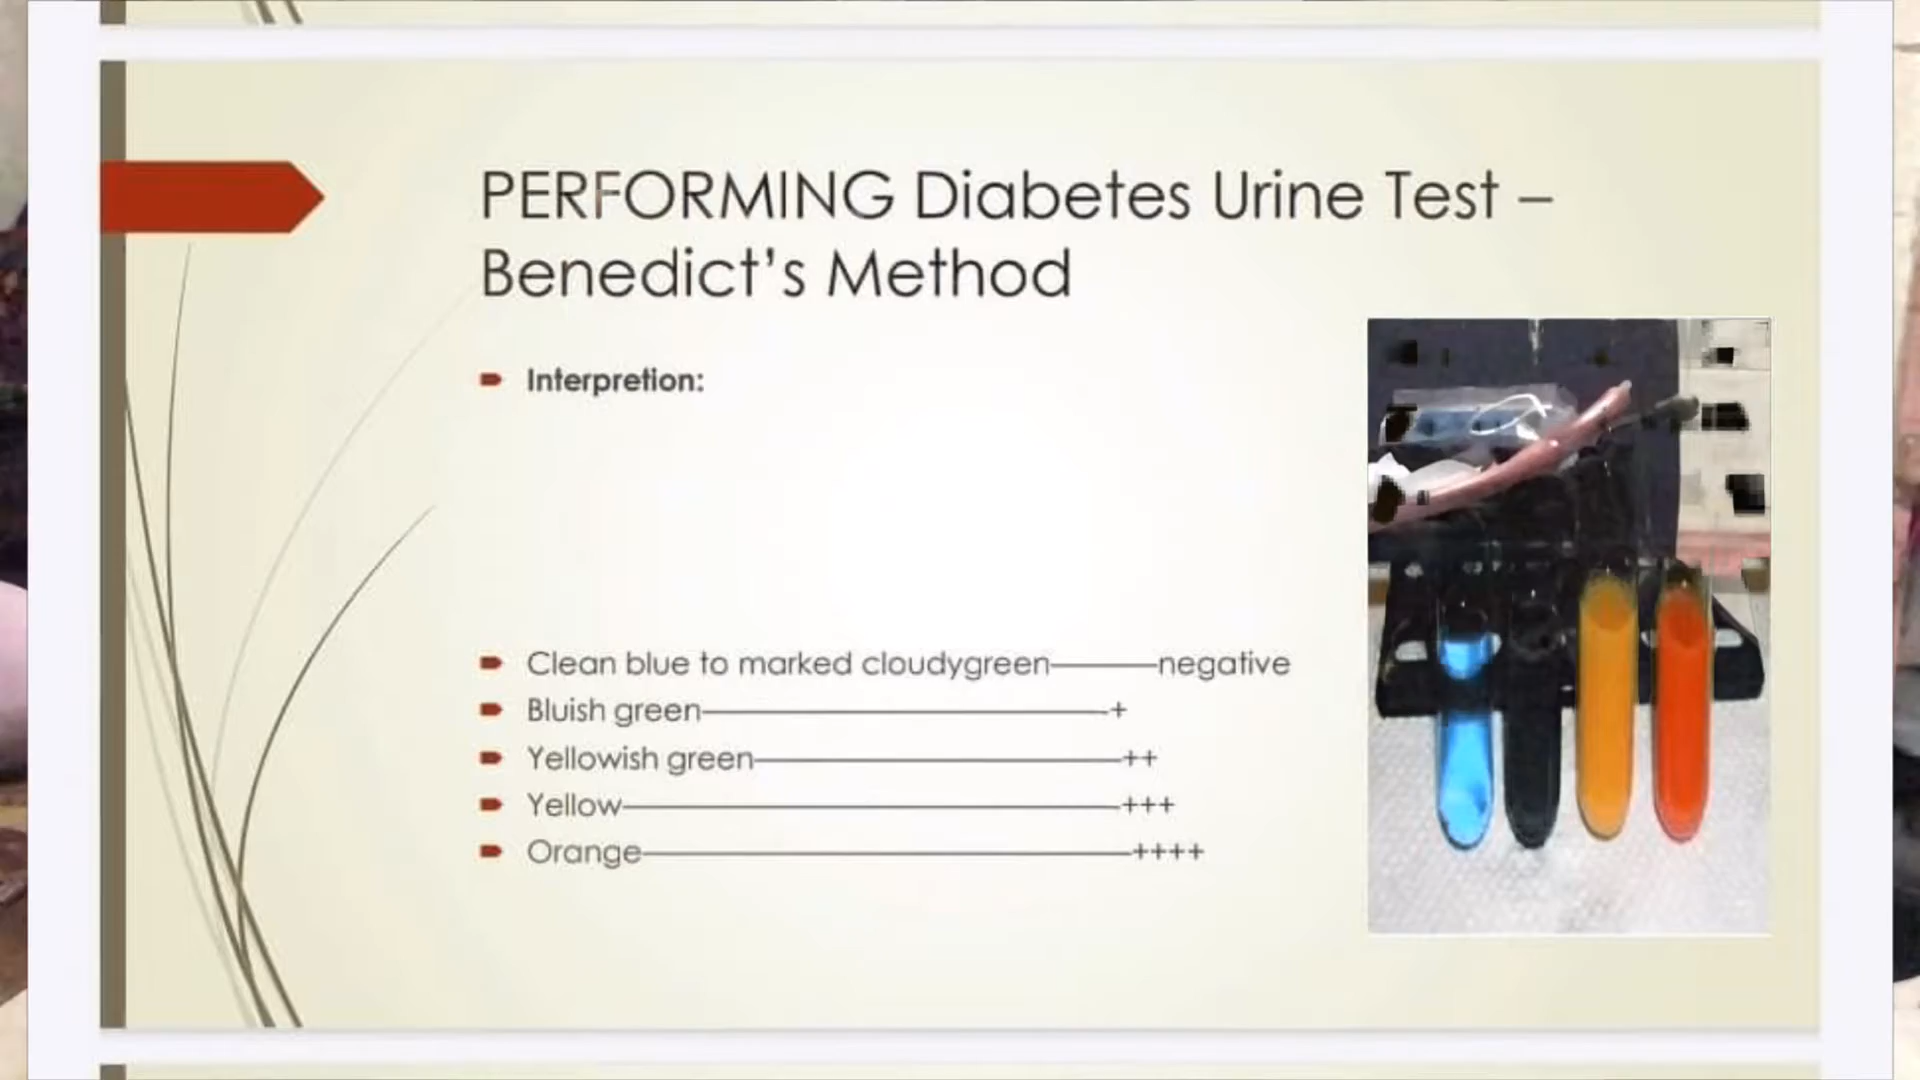 PERFORMING Diabetes Urine Test –
Benedict's Method
Interpretion:
Clean blue to marked cloudygreen————negative
Bluish green———————————————+
Yellowish green——————————————++
Yellow———————————————————+++
Orange———————————————————++++